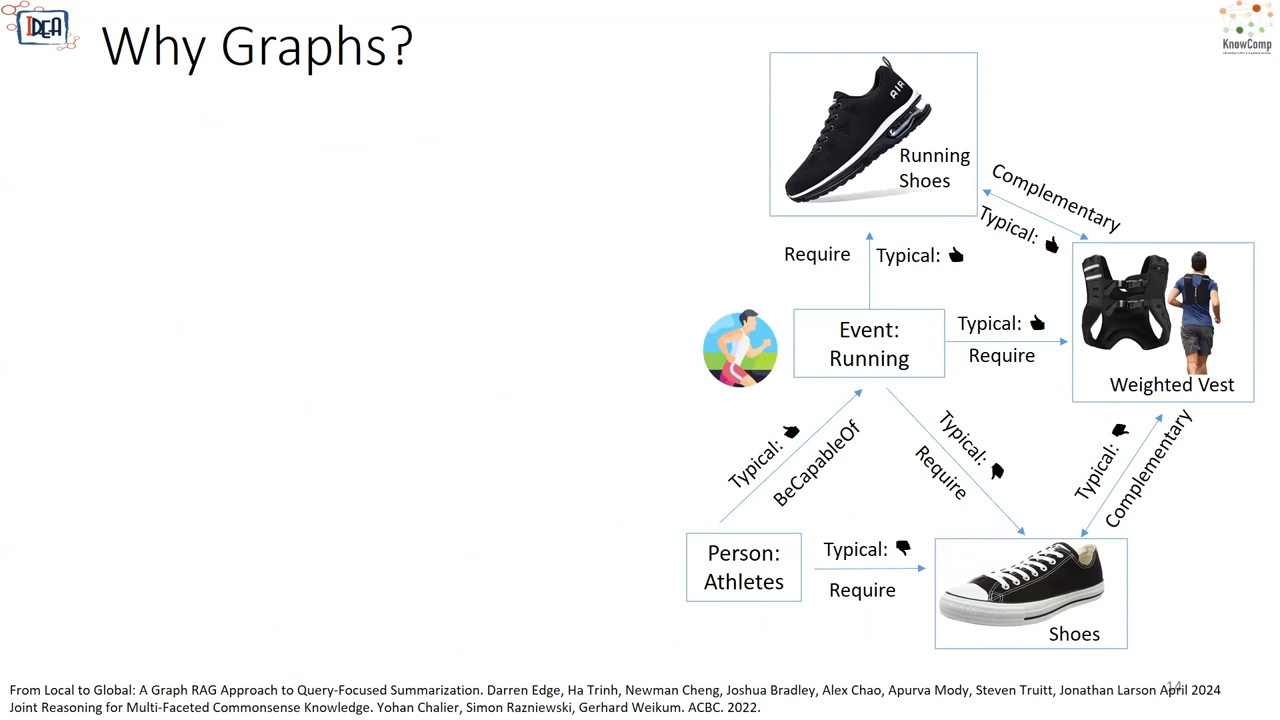 IDEA
Why Graphs?
KnowComp
AIR
Running
Shoes
Complementary
Typical:
Require
Typical:
Event:
Running
Typical:
Require
Weighted Vest
Typical:
BeCapableOf
Typical:
Require
Typical:
Complementary
Person:
Athletes
Typical:
Require
Shoes
14
From Local to Global: A Graph RAG Approach to Query-Focused Summarization. Darren Edge, Ha Trinh, Newman Cheng, Joshua Bradley, Alex Chao, Apurva Mody, Steven Truitt, Jonathan Larson April 2024
Joint Reasoning for Multi-Faceted Commonsense Knowledge. Yohan Chalier, Simon Razniewski, Gerhard Weikum. ACBC. 2022.